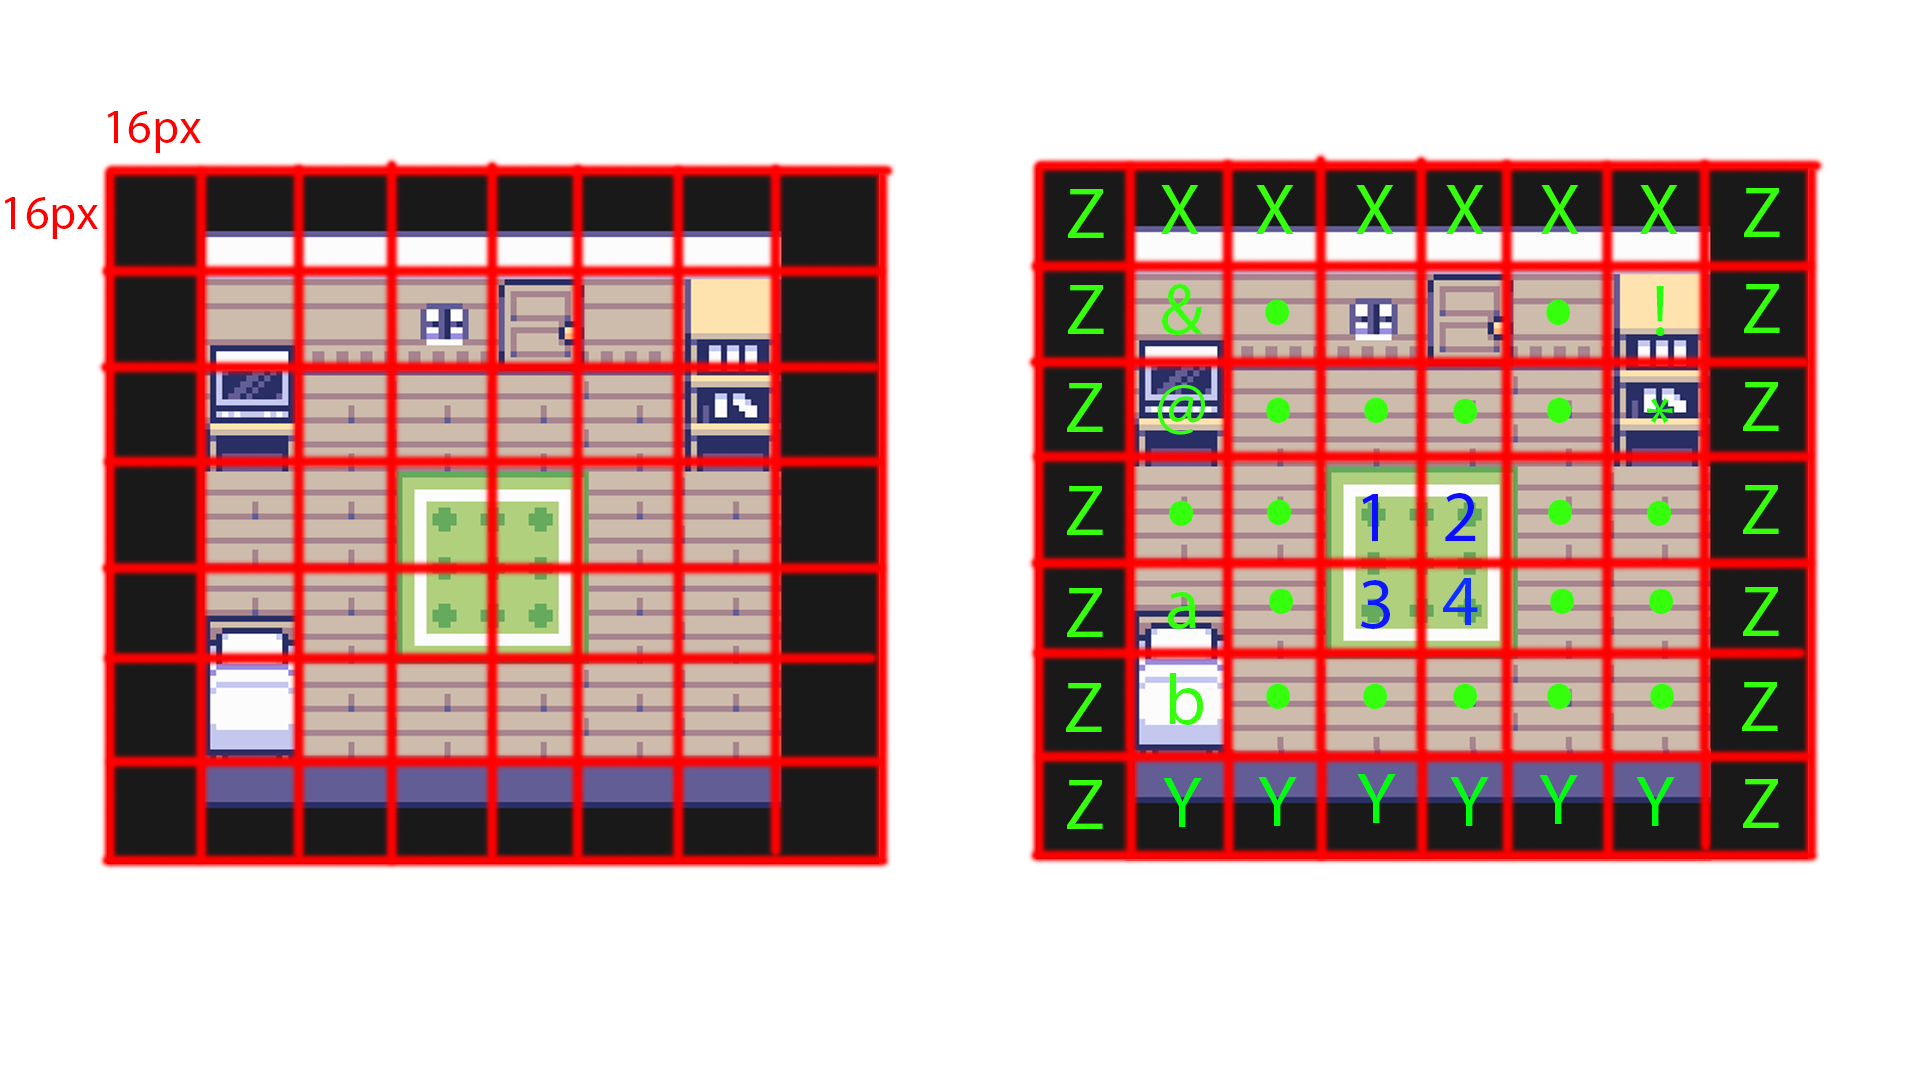 16px
16px
Z X X X X X X Z
Z & ● ● ! Z
Z @ ● ● ● ● * Z
Z ● ● 1 2 ● ● Z
Z a ● 3 4 ● ● Z
Z b ● ● ● ● ● Z
Z Y Y Y Y Y Y Z